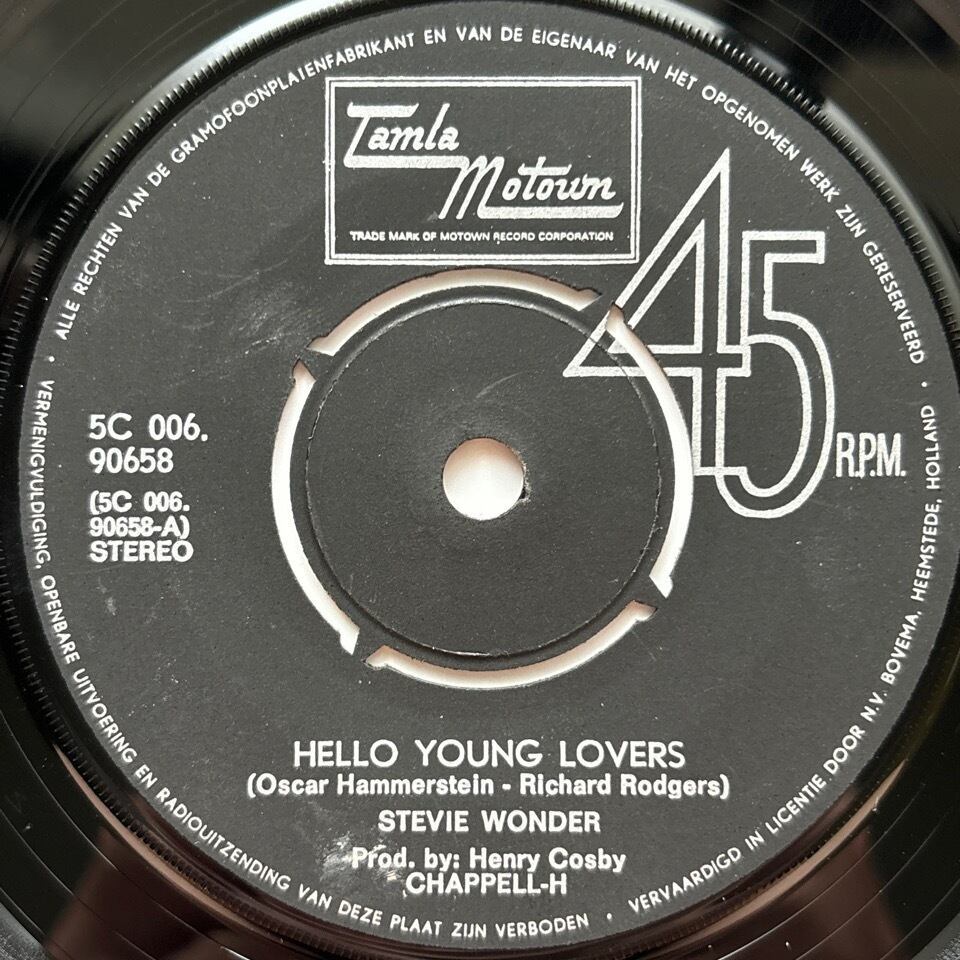 ALLE RECHTEN VAN DE GRAMOFOONPLATENFABRIKANT EN VAN DE EIGENAAR VAN HET OPGENOMEN WERK ZIJN GERESERVEERD •
VERMENIGVULDIGING, OPENBARE UITVOERING EN RADIOUITZENDING VAN DEZE PLAAT ZIJN VERBODEN •
VERVAARDIGD IN LICENTIE DOOR N.V. BOVEMA, HEEMSTEDE, HOLLAND •
Tamla
Motown
TRADE MARK OF MOTOWN RECORD CORPORATION
45
R.P.M.
5C 006.
90658
(5C 006.
90658-A)
STEREO
HELLO YOUNG LOVERS
(Oscar Hammerstein - Richard Rodgers)
STEVIE WONDER
Prod. by: Henry Cosby
CHAPPELL-H